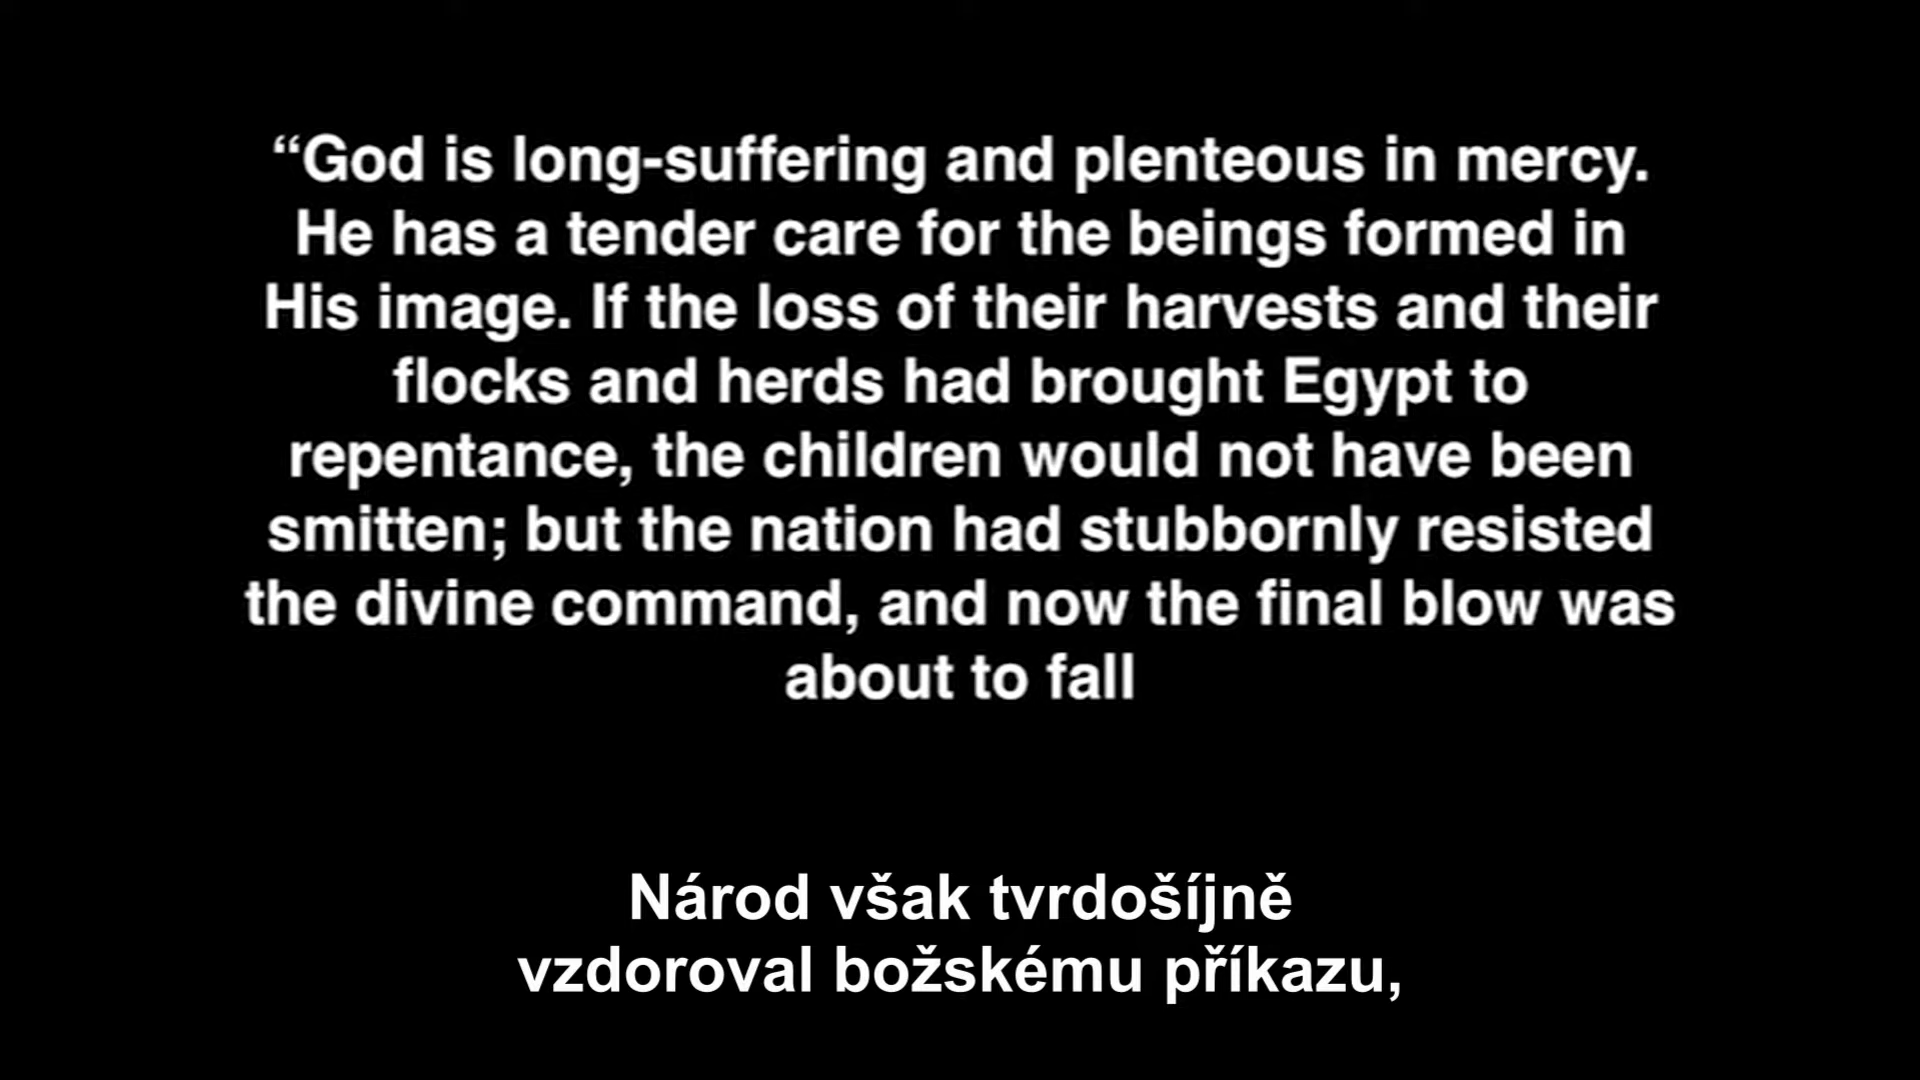 “God is long-suffering and plenteous in mercy.
He has a tender care for the beings formed in
His image. If the loss of their harvests and their
flocks and herds had brought Egypt to
repentance, the children would not have been
smitten; but the nation had stubbornly resisted
the divine command, and now the final blow was
about to fall
Národ však tvrdošíjně
vzdoroval božskému příkazu,